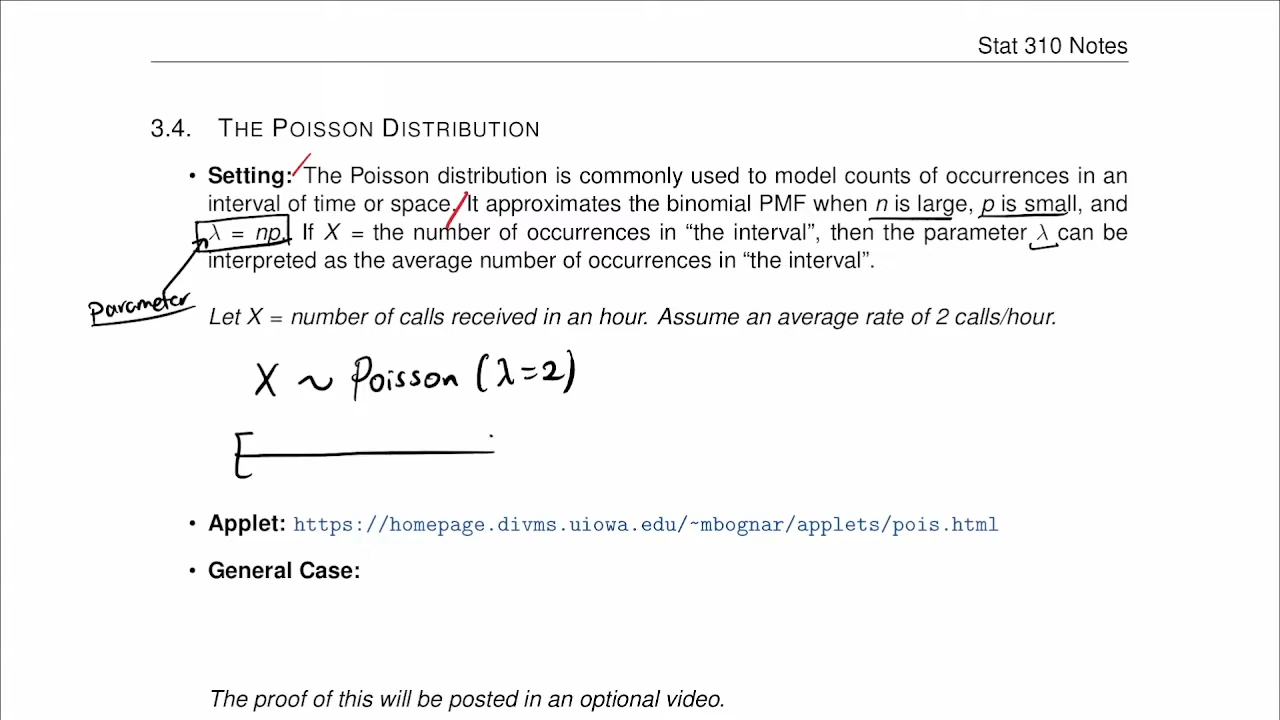 Stat 310 Notes
3.4. THE POISSON DISTRIBUTION
• Setting: The Poisson distribution is commonly used to model counts of occurrences in an
interval of time or space. It approximates the binomial PMF when n is large, p is small, and
λ = np. If X = the number of occurrences in “the interval”, then the parameter λ can be
interpreted as the average number of occurrences in “the interval”.
Parameter
Let X = number of calls received in an hour. Assume an average rate of 2 calls/hour.
X ~ Poisson (λ=2)
• Applet: https://homepage.divms.uiowa.edu/~mbognar/applets/pois.html
• General Case:
The proof of this will be posted in an optional video.